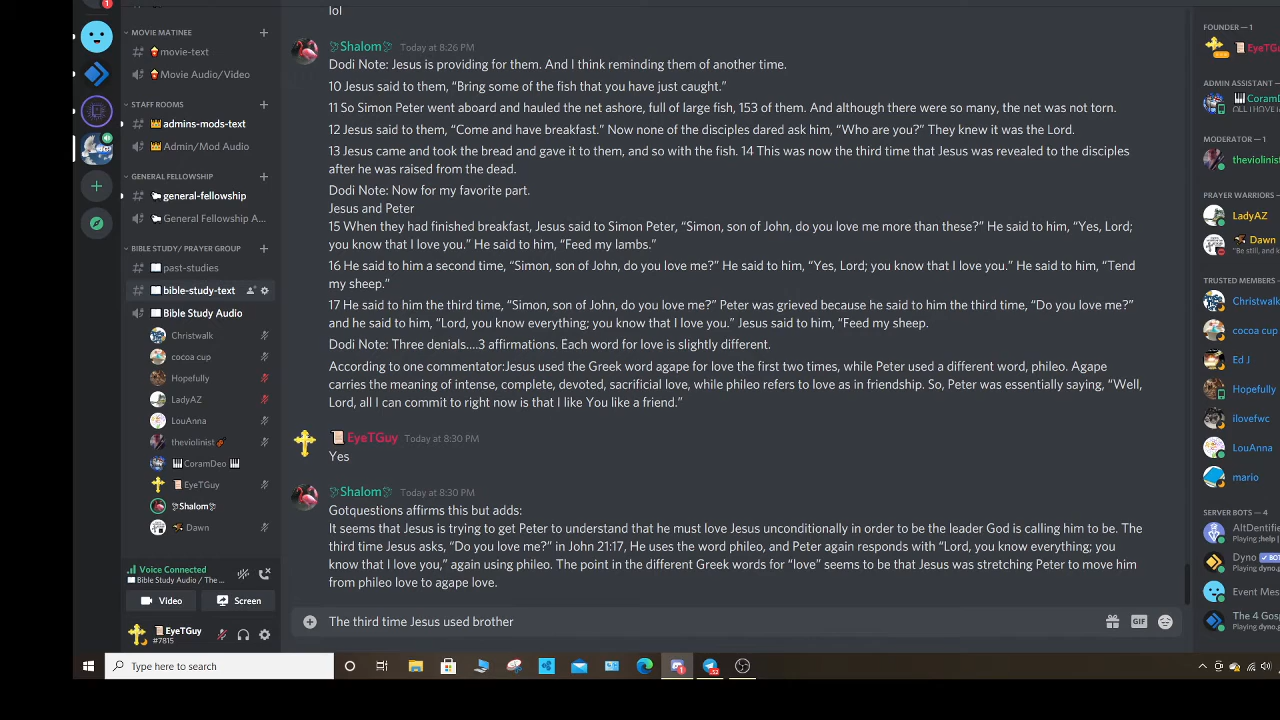 1
MOVIE MATINEE
movie-text
Movie Audio/Video
STAFF ROOMS
admins-mods-text
Admin/Mod Audio
GENERAL FELLOWSHIP
general-fellowship
General Fellowship A...
BIBLE STUDY/ PRAYER GROUP
past-studies
bible-study-text
Bible Study Audio
Christwalk
cocoa cup
Hopefully
LadyAZ
LouAnna
theviolinist
CoramDeo
EyeTGuy
Shalom
Dawn
Voice Connected
Bible Study Audio / The ...
Video
Screen
EyeTGuy
#7815
lol
Shalom Today at 8:26 PM
Dodi Note: Jesus is providing for them. And I think reminding them of another time.
10 Jesus said to them, “Bring some of the fish that you have just caught.”
11 So Simon Peter went aboard and hauled the net ashore, full of large fish, 153 of them. And although there were so many, the net was not torn.
12 Jesus said to them, “Come and have breakfast.” Now none of the disciples dared ask him, “Who are you?” They knew it was the Lord.
13 Jesus came and took the bread and gave it to them, and so with the fish. 14 This was now the third time that Jesus was revealed to the disciples
after he was raised from the dead.
Dodi Note: Now for my favorite part.
Jesus and Peter
15 When they had finished breakfast, Jesus said to Simon Peter, “Simon, son of John, do you love me more than these?” He said to him, “Yes, Lord;
you know that I love you.” He said to him, “Feed my lambs.”
16 He said to him a second time, “Simon, son of John, do you love me?” He said to him, “Yes, Lord; you know that I love you.” He said to him, “Tend
my sheep.”
17 He said to him the third time, “Simon, son of John, do you love me?” Peter was grieved because he said to him the third time, “Do you love me?”
and he said to him, “Lord, you know everything; you know that I love you.” Jesus said to him, “Feed my sheep.
Dodi Note: Three denials....3 affirmations. Each word for love is slightly different.
According to one commentator:Jesus used the Greek word agape for love the first two times, while Peter used a different word, phileo. Agape
carries the meaning of intense, complete, devoted, sacrificial love, while phileo refers to love as in friendship. So, Peter was essentially saying, “Well,
Lord, all I can commit to right now is that I like You like a friend.”
EyeTGuy Today at 8:30 PM
Yes
Shalom Today at 8:30 PM
Gotquestions affirms this but adds:
It seems that Jesus is trying to get Peter to understand that he must love Jesus unconditionally in order to be the leader God is calling him to be. The
third time Jesus asks, “Do you love me?” in John 21:17, He uses the word phileo, and Peter again responds with “Lord, you know everything; you
know that I love you,” again using phileo. The point in the different Greek words for “love” seems to be that Jesus was stretching Peter to move him
from phileo love to agape love.
The third time Jesus used brother
GIF
FOUNDER — 1
EyeTG
ADMIN ASSISTANT
CoramD
MODERATOR — 1
theviolinis
PRAYER WARRIORS
LadyAZ
Dawn
"Be still, and k
TRUSTED MEMBERS
Christwalk
cocoa cup
Ed J
Hopefully
ilovefwc
LouAnna
mario
SERVER BOTS — 4
AltDentifie
Playing ;help |
Dyno BOT
Playing dyno.g
Event Mes
The 4 Gosp
Playing dyno.g
Type here to search
1